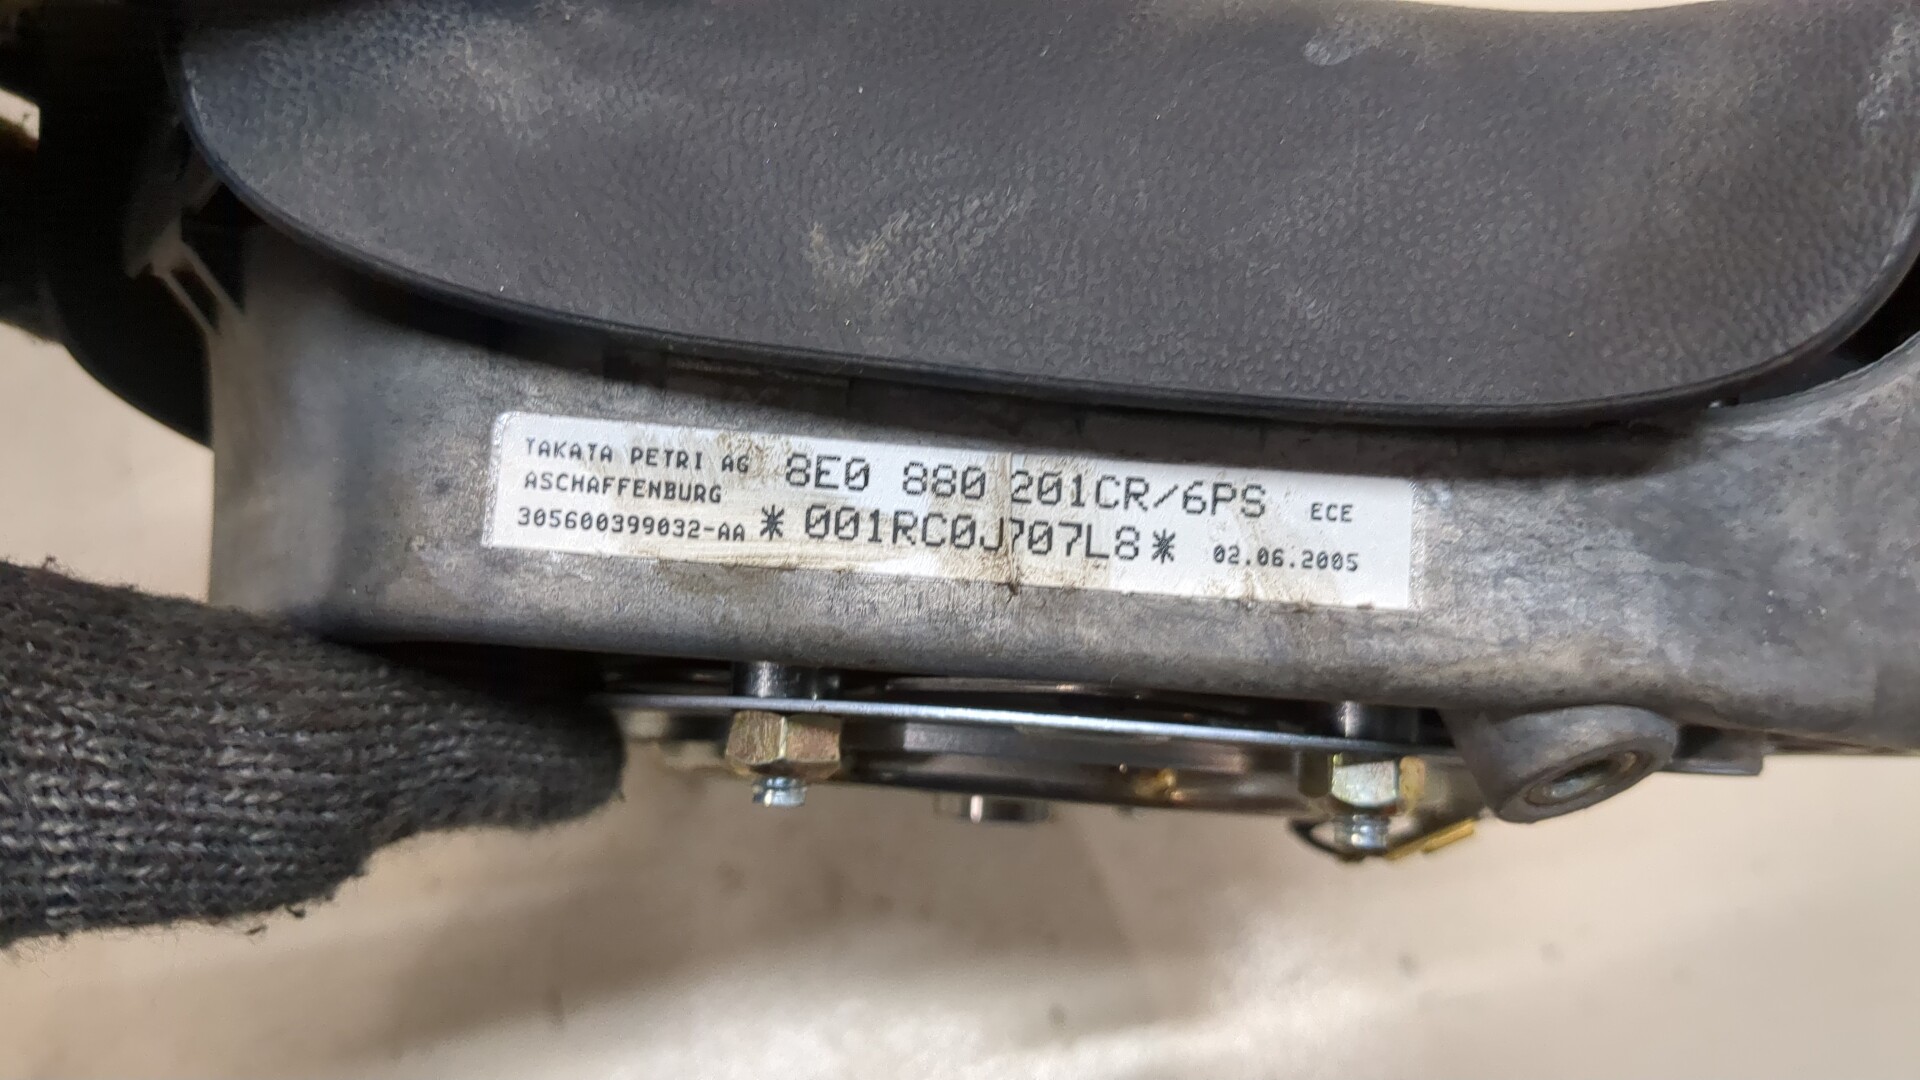 TAKATA PETRI AG 8E0 880 201CR/6PS ECE
ASCHAFFENBURG
305600399032-AA *001RC0J707L8* 02.06.2005